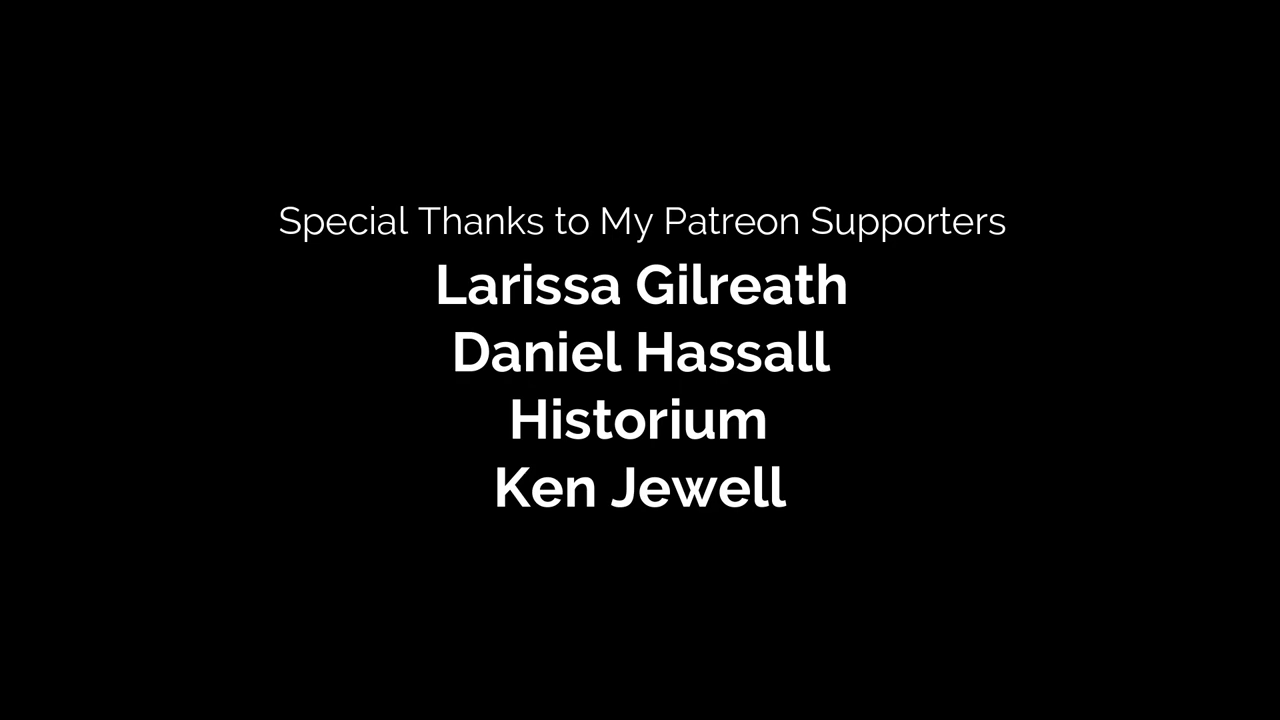 Special Thanks to My Patreon Supporters
Larissa Gilreath
Daniel Hassall
Historium
Ken Jewell